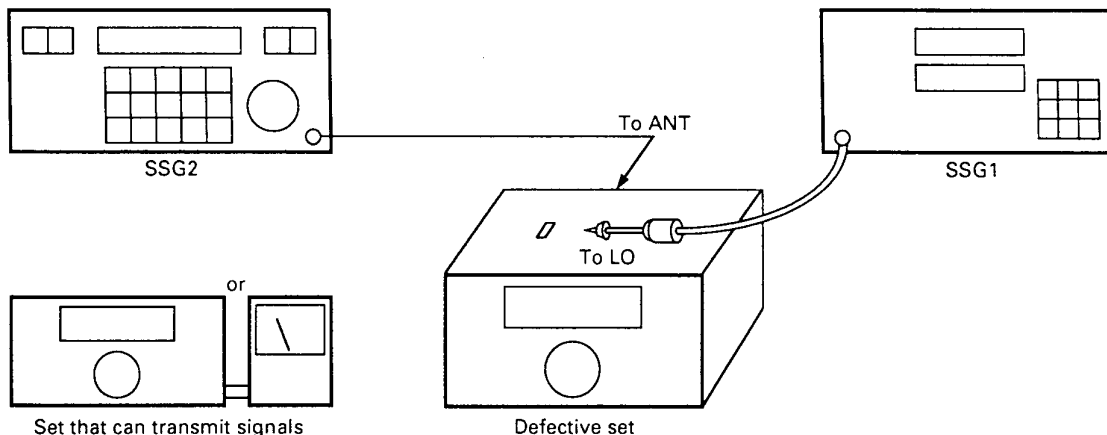 To ANT
SSG2
SSG1
To LO
or
Set that can transmit signals
Defective set